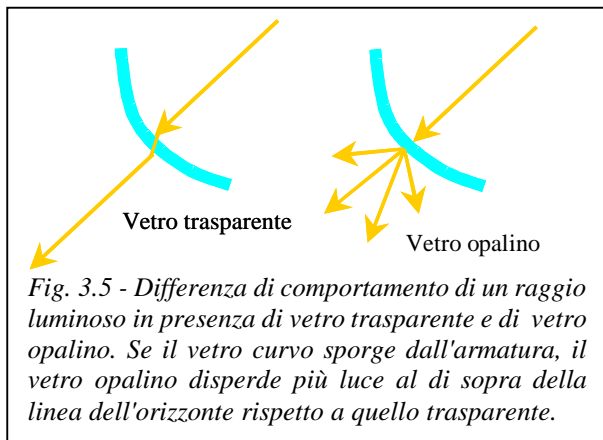 Vetro trasparente
Vetro opalino
Fig. 3.5 - Differenza di comportamento di un raggio
luminoso in presenza di vetro trasparente e di vetro
opalino. Se il vetro curvo sporge dall'armatura, il
vetro opalino disperde più luce al di sopra della
linea dell'orizzonte rispetto a quello trasparente.